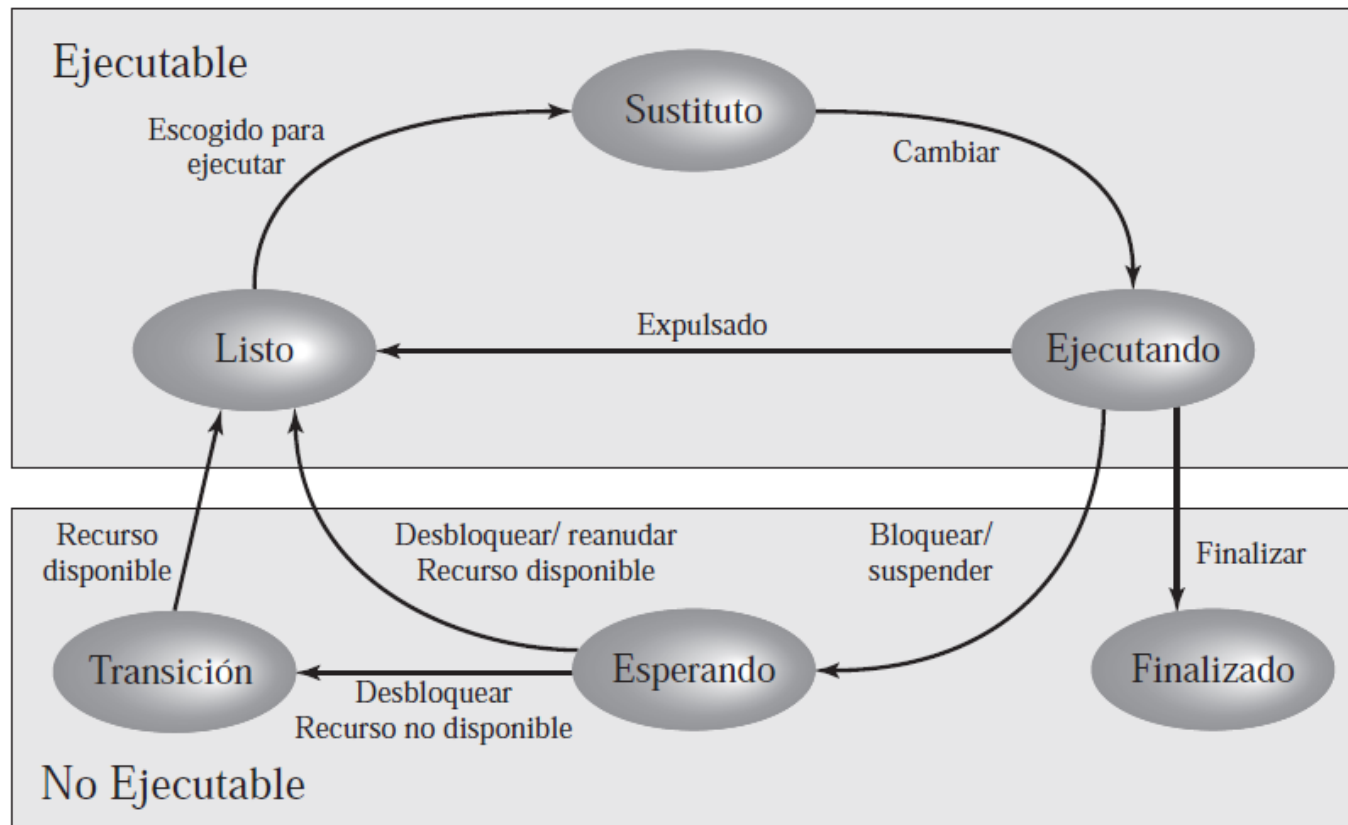 Ejecutable
Sustituto
Escogido para
ejecutar
Cambiar
Expulsado
Listo
Ejecutando
Recurso
disponible
Desbloquear/ reanudar
Recurso disponible
Bloquear/
suspender
Finalizar
Transición
Esperando
Finalizado
Desbloquear
Recurso no disponible
No Ejecutable